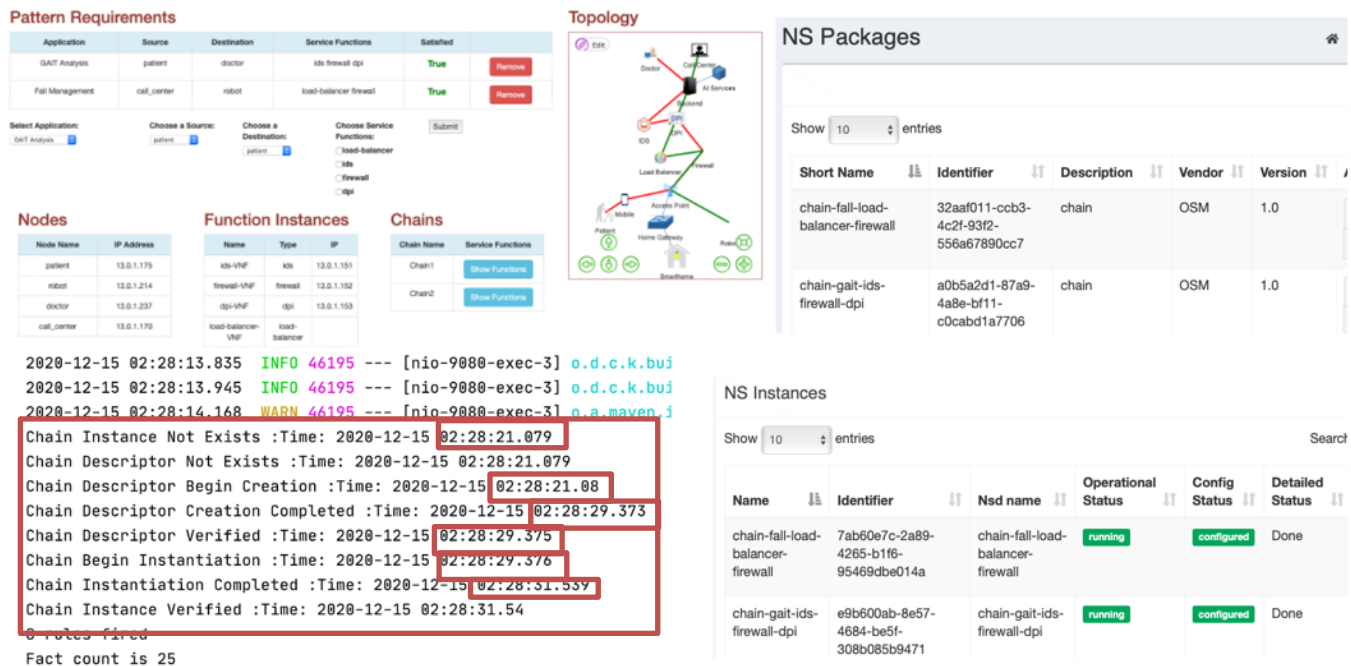 Pattern Requirements
Application Source Destination Service Functions Satisfied
GAIT Analysis patient doctor ids firewall dpi True Remove
Fall Management call_center robot load-balancer firewall True Remove
Select Application: Choose a Source: Choose a Destination: Choose Service Functions: Submit
GAIT Analysis patient patient
load-balancer
ids
firewall
dpi
Nodes
Node Name IP Address
patient 13.0.1.175
robot 13.0.1.214
doctor 13.0.1.237
call_center 13.0.1.170
Function Instances
Name Type IP
ids-VNF ids 13.0.1.151
firewall-VNF firewall 13.0.1.152
dpi-VNF dpi 13.0.1.153
load-balancer-VNF load-balancer
Chains
Chain Name Service Functions
Chain1 Show Functions
Chain2 Show Functions
Topology
Edit
Doctor
Call Center
AI Services
Backend
DPI
DPI
IDS
Firewall
Load Balancer
Access Point
Mobile
Patient
Home Gateway
Robot
Smarthome
NS Packages
Show 10 entries
Short Name Identifier Description Vendor Version A
chain-fall-load- 32aaf011-ccb3- chain OSM 1.0
balancer-firewall 4c2f-93f2-
556a67890cc7
chain-gait-ids- a0b5a2d1-87a9- chain OSM 1.0
firewall-dpi 4a8e-bf11-
c0cabd1a7706
2020-12-15 02:28:13.835 INFO 46195 --- [nio-9080-exec-3] o.d.c.k.bui
2020-12-15 02:28:13.945 INFO 46195 --- [nio-9080-exec-3] o.d.c.k.bui
2020-12-15 02:28:14.168 WARN 46195 --- [nio-9080-exec-3] o.a.maven.i
Chain Instance Not Exists :Time: 2020-12-15 02:28:21.079
Chain Descriptor Not Exists :Time: 2020-12-15 02:28:21.079
Chain Descriptor Begin Creation :Time: 2020-12-15 02:28:21.08
Chain Descriptor Creation Completed :Time: 2020-12-15 02:28:29.373
Chain Descriptor Verified :Time: 2020-12-15 02:28:29.375
Chain Begin Instantiation :Time: 2020-12-15 02:28:29.376
Chain Instantiation Completed :Time: 2020-12-15 02:28:31.539
Chain Instance Verified :Time: 2020-12-15 02:28:31.54
rules fired
Fact count is 25
NS Instances
Show 10 entries Search
Name Identifier Nsd name Operational Status Config Status Detailed Status
chain-fall-load- 7ab60e7c-2a89- chain-fall-load- running configured Done
balancer- 4265-b1f6- balancer-
firewall 95469dbe014a firewall
chain-gait-ids- e9b600ab-8e57- chain-gait-ids- running configured Done
firewall-dpi 4684-be5f- firewall-dpi
308b085b9471